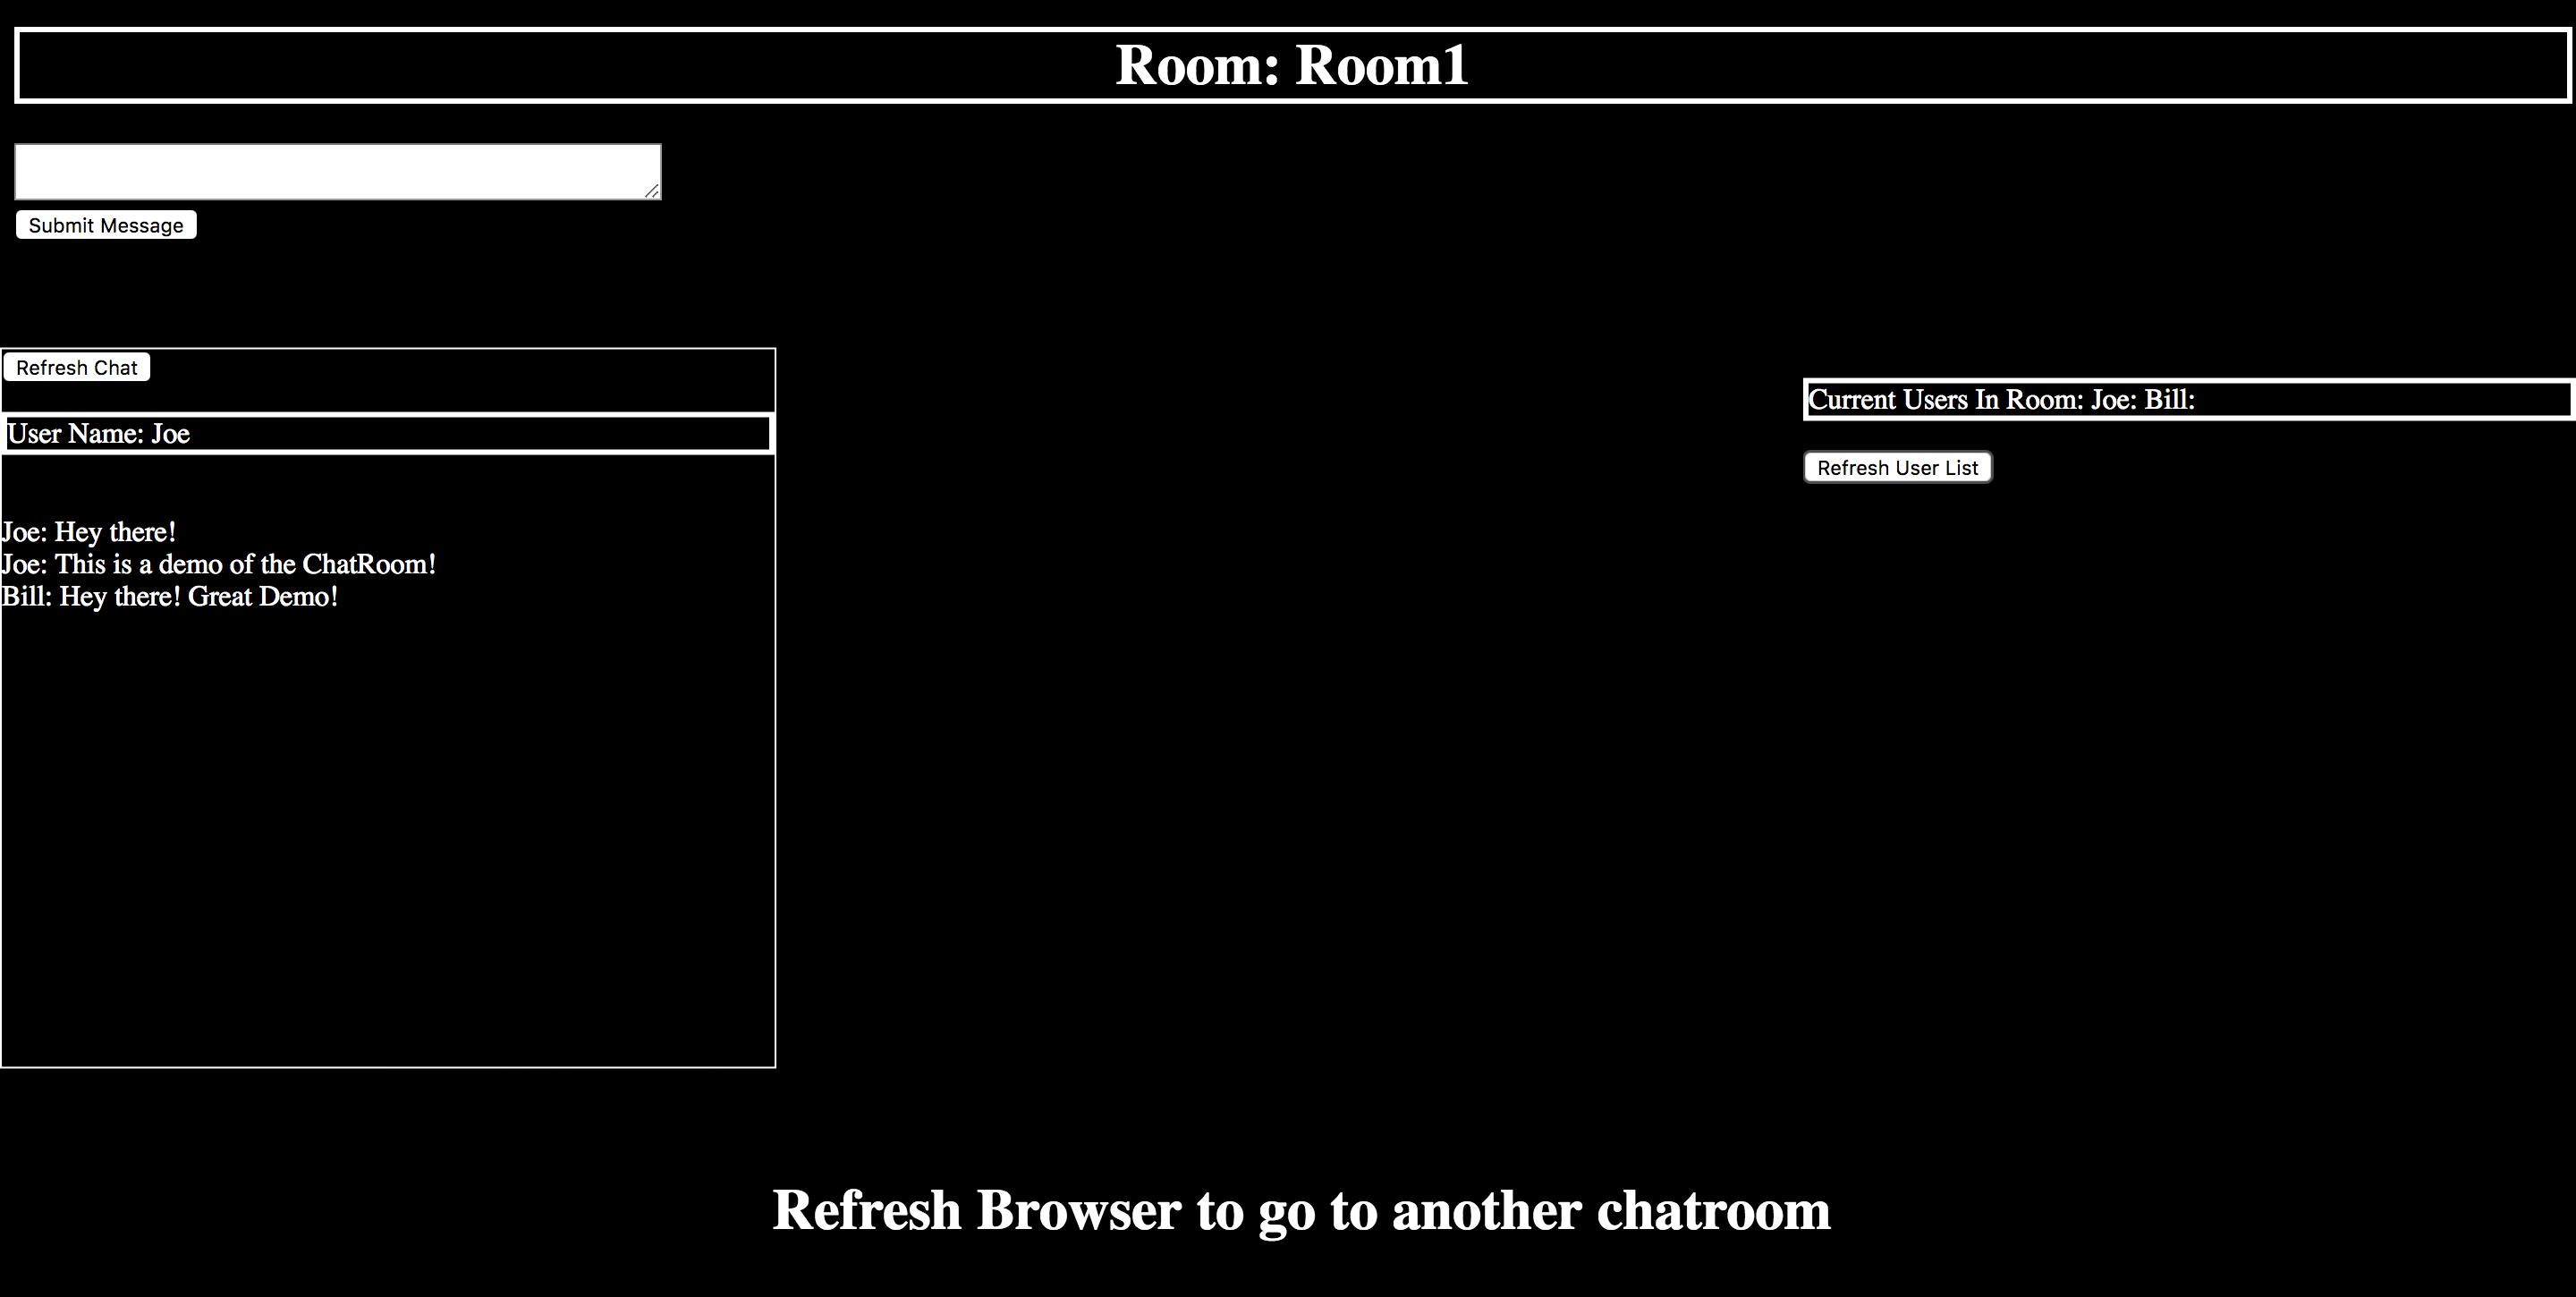 Room: Room1
Submit Message
Refresh Chat
User Name: Joe
Joe: Hey there!
Joe: This is a demo of the ChatRoom!
Bill: Hey there! Great Demo!
Current Users In Room: Joe: Bill:
Refresh User List
Refresh Browser to go to another chatroom